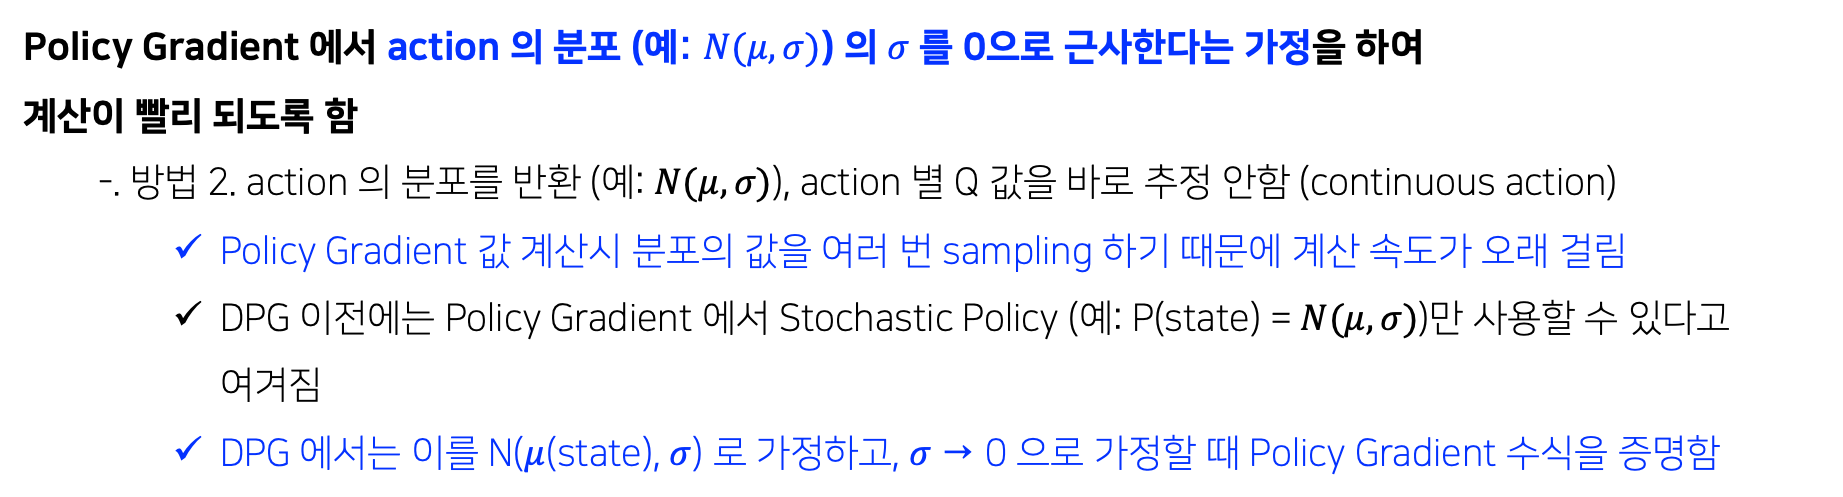 Policy Gradient 에서 action 의 분포 (예: N(μ, σ)) 의 σ 를 0으로 근사한다는 가정을 하여
계산이 빨리 되도록 함
-. 방법 2. action 의 분포를 반환 (예: N(μ, σ)), action 별 Q 값을 바로 추정 안함 (continuous action)
✓ Policy Gradient 값 계산시 분포의 값을 여러 번 sampling 하기 때문에 계산 속도가 오래 걸림
✓ DPG 이전에는 Policy Gradient 에서 Stochastic Policy (예: P(state) = N(μ, σ))만 사용할 수 있다고
여겨짐
✓ DPG 에서는 이를 N(μ(state), σ) 로 가정하고, σ → 0 으로 가정할 때 Policy Gradient 수식을 증명함